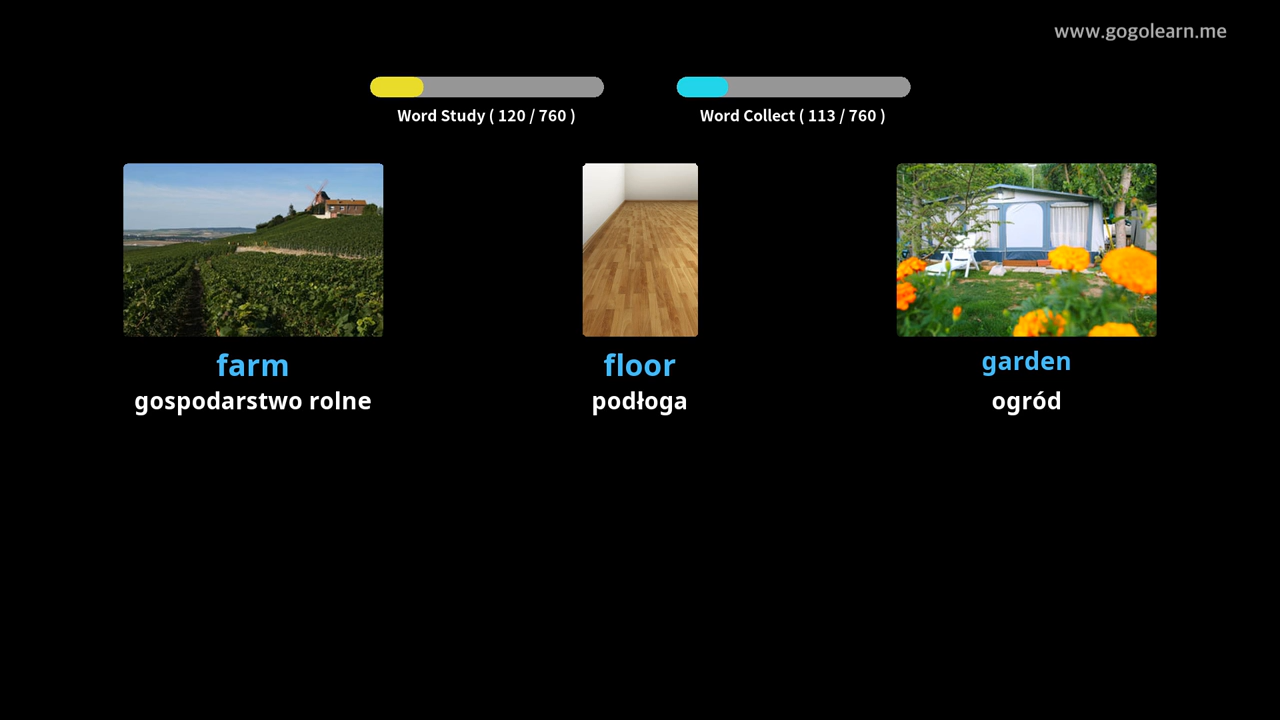 www.gogolearn.me
Word Study ( 120 / 760 )
Word Collect ( 113 / 760 )
farm
floor
garden
gospodarstwo rolne
podłoga
ogród